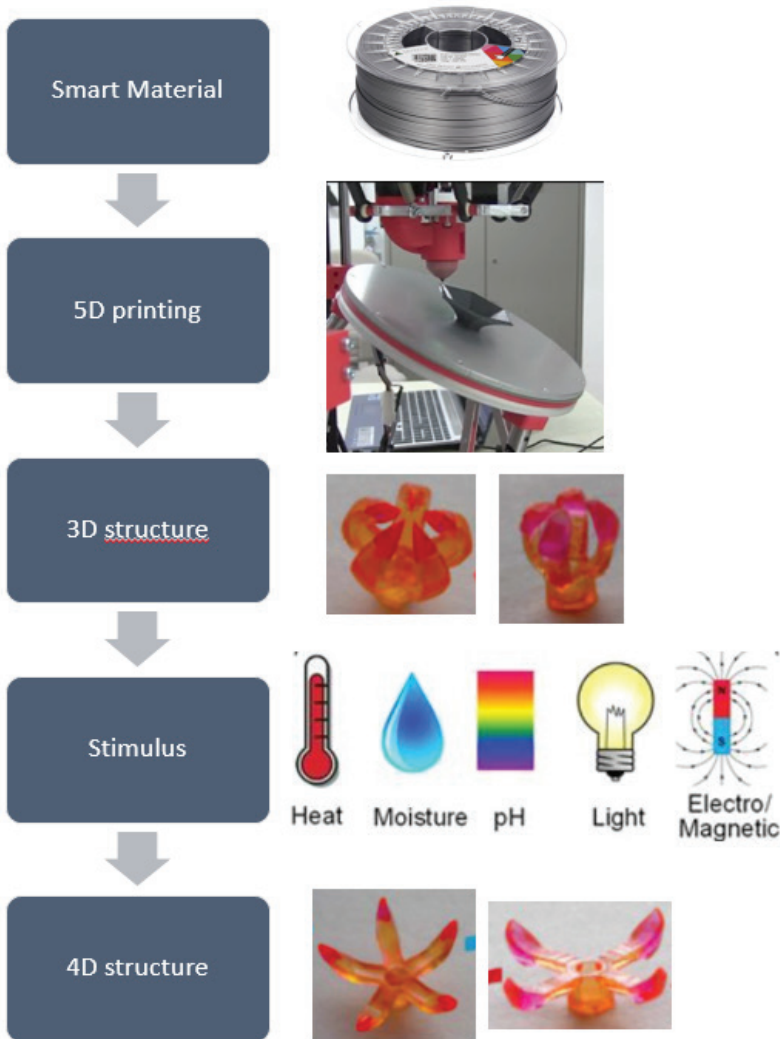 Smart Material
5D printing
3D structure
Stimulus
N
S
Heat
Moisture
pH
Light
Electro/
Magnetic
4D structure